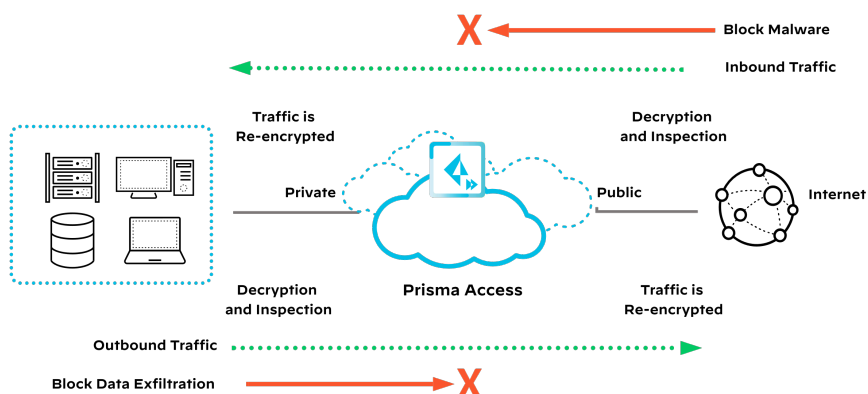 X
Block Malware
Inbound Traffic
Traffic is
Re-encrypted
Decryption
and Inspection
Private
Public
Internet
Prisma Access
Decryption
and Inspection
Traffic is
Re-encrypted
Outbound Traffic
Block Data Exfiltration
X